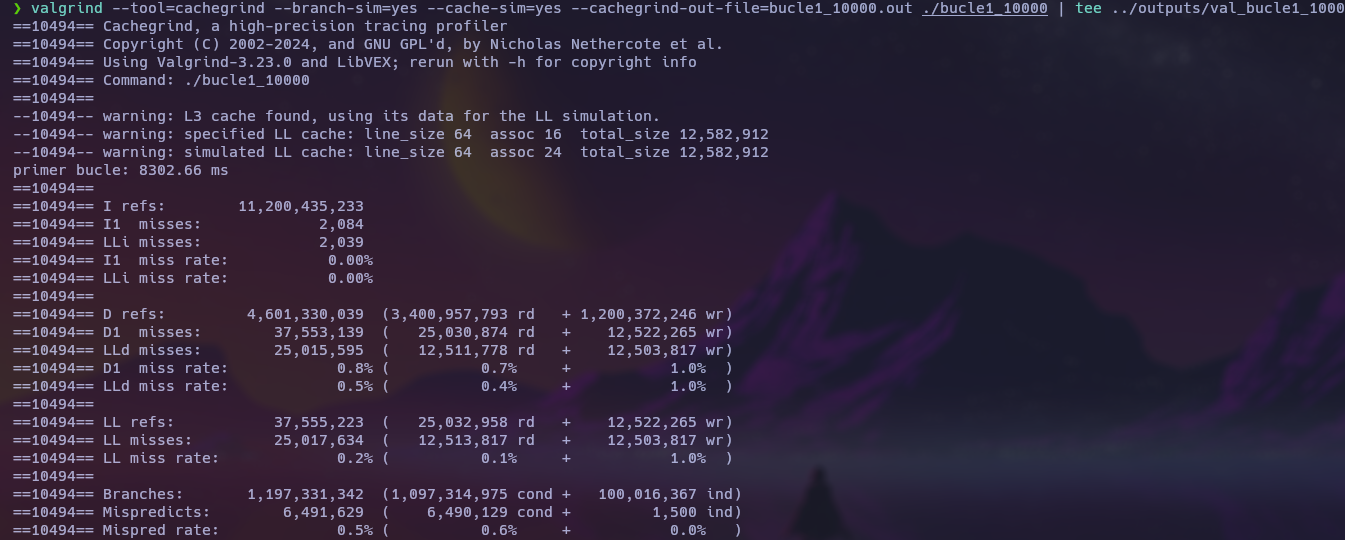 ❯ valgrind --tool=cachegrind --branch-sim=yes --cache-sim=yes --cachegrind-out-file=bucle1_10000.out ./bucle1_10000 | tee ../outputs/val_bucle1_1000
==10494== Cachegrind, a high-precision tracing profiler
==10494== Copyright (C) 2002-2024, and GNU GPL'd, by Nicholas Nethercote et al.
==10494== Using Valgrind-3.23.0 and LibVEX; rerun with -h for copyright info
==10494== Command: ./bucle1_10000
==10494==
--10494-- warning: L3 cache found, using its data for the LL simulation.
--10494-- warning: specified LL cache: line_size 64  assoc 16  total_size 12,582,912
--10494-- warning: simulated LL cache: line_size 64  assoc 24  total_size 12,582,912
primer bucle: 8302.66 ms
==10494==
==10494== I refs:        11,200,435,233
==10494== I1  misses:             2,084
==10494== LLi misses:             2,039
==10494== I1  miss rate:           0.00%
==10494== LLi miss rate:           0.00%
==10494==
==10494== D refs:         4,601,330,039  (3,400,957,793 rd   + 1,200,372,246 wr)
==10494== D1  misses:        37,553,139  (   25,030,874 rd   +    12,522,265 wr)
==10494== LLd misses:        25,015,595  (   12,511,778 rd   +    12,503,817 wr)
==10494== D1  miss rate:            0.8% (          0.7%     +           1.0%  )
==10494== LLd miss rate:            0.5% (          0.4%     +           1.0%  )
==10494==
==10494== LL refs:           37,555,223  (   25,032,958 rd   +    12,522,265 wr)
==10494== LL misses:         25,017,634  (   12,513,817 rd   +    12,503,817 wr)
==10494== LL miss rate:             0.2% (          0.1%     +           1.0%  )
==10494==
==10494== Branches:       1,197,331,342  (1,097,314,975 cond +   100,016,367 ind)
==10494== Mispredicts:        6,491,629  (    6,490,129 cond +         1,500 ind)
==10494== Mispred rate:             0.5% (          0.6%     +           0.0%   )